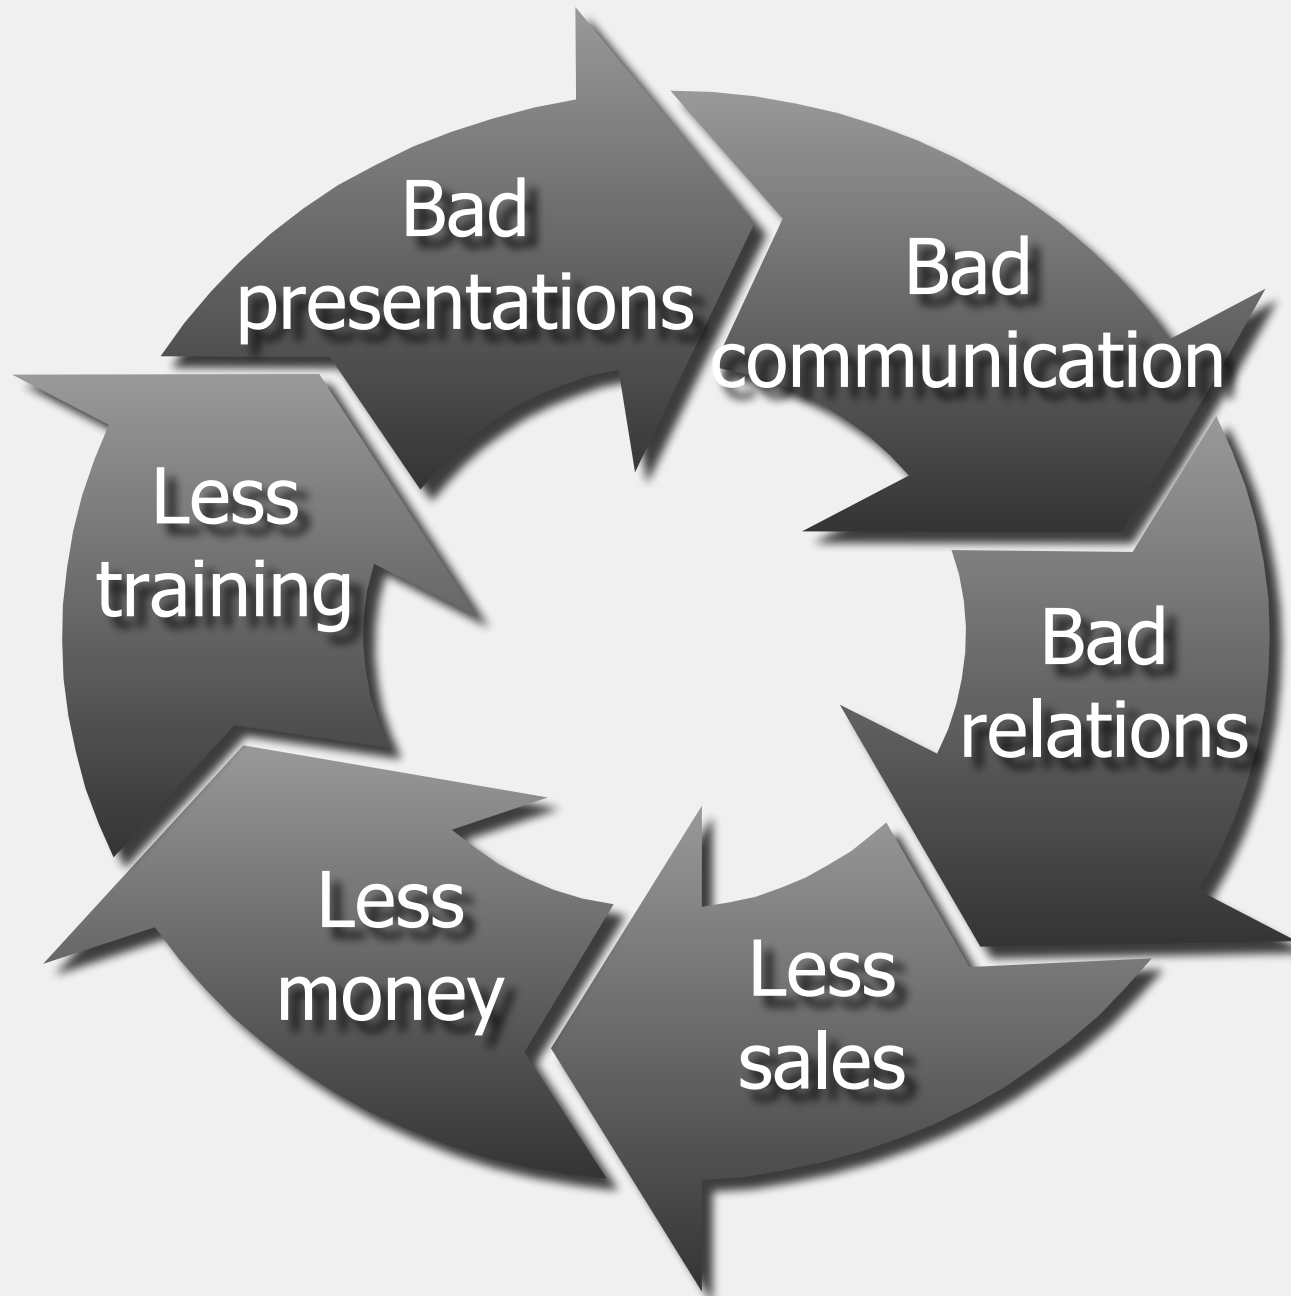 Bad
presentations
Bad
communication
Bad
relations
Less
sales
Less
money
Less
training